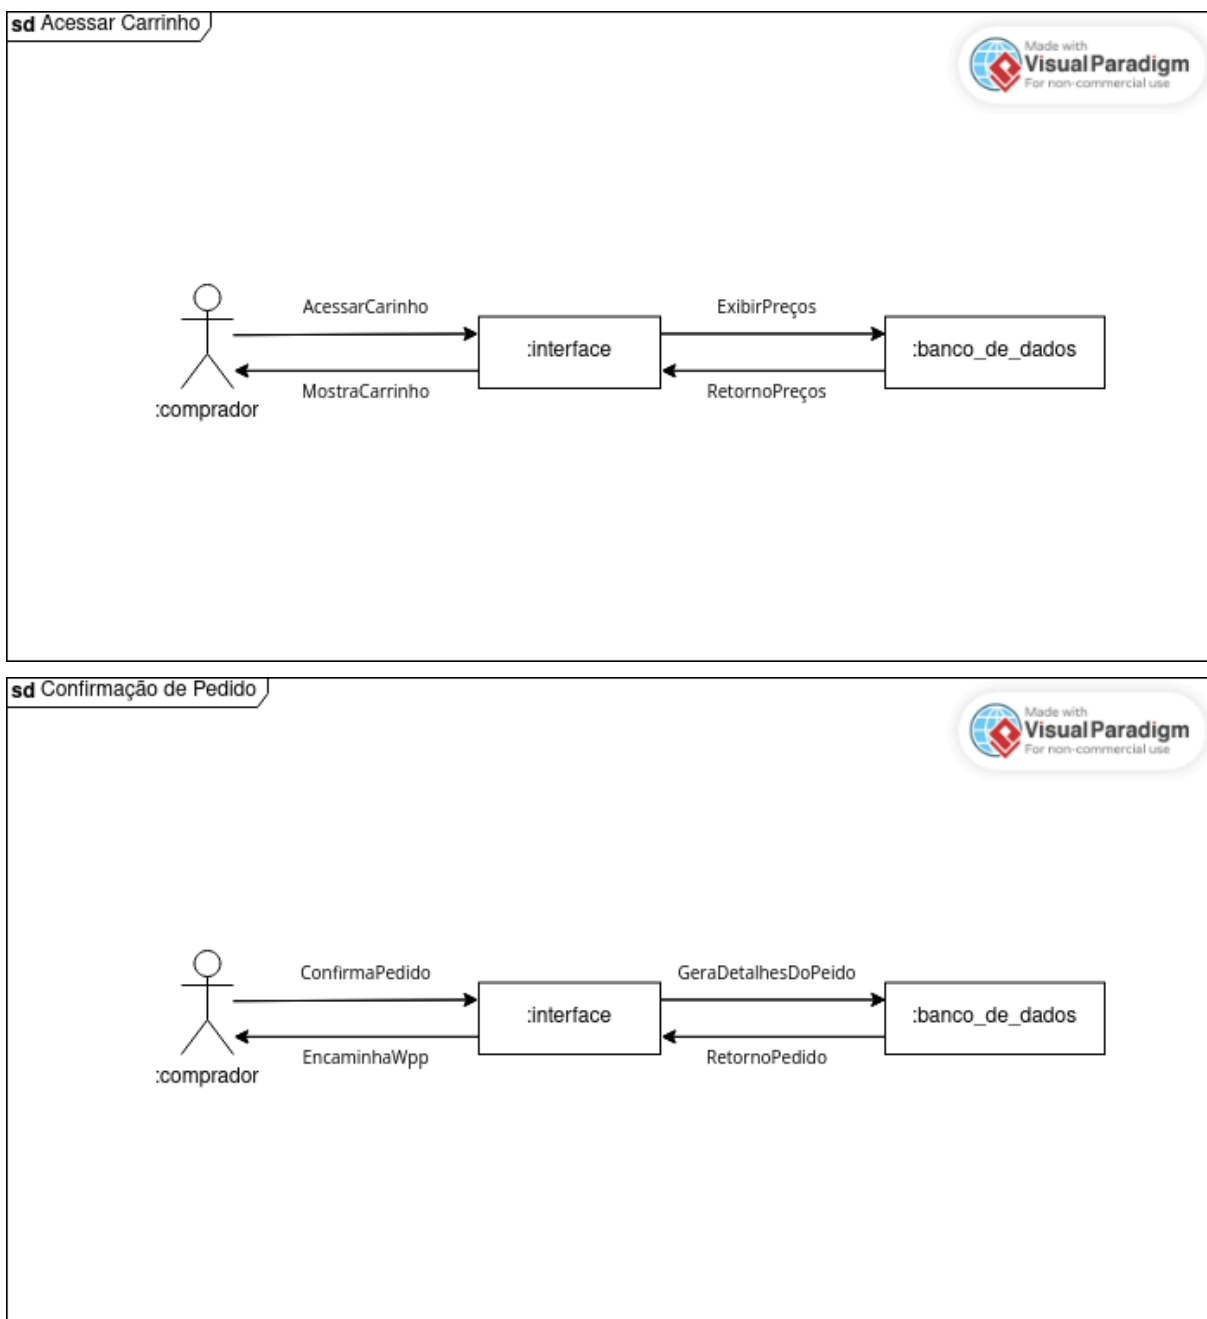 sd Acessar Carrinho
Made with
Visual Paradigm
For non-commercial use
AcessarCarinho
ExibirPreços
:interface
:banco_de_dados
MostraCarrinho
RetornoPreços
:comprador
sd Confirmação de Pedido
Made with
Visual Paradigm
For non-commercial use
ConfirmaPedido
GeraDetalhesDoPeido
:interface
:banco_de_dados
EncaminhaWpp
RetornoPedido
:comprador